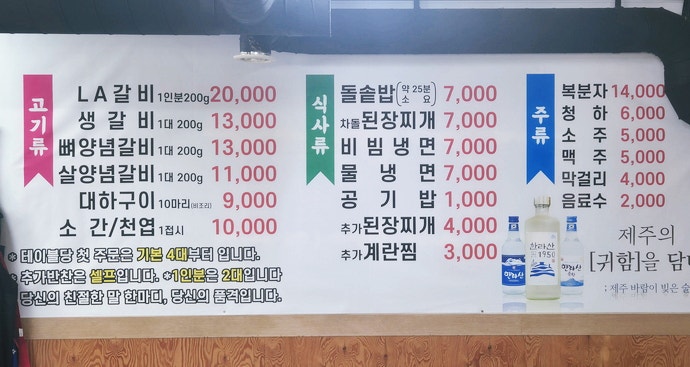 고기류
LA갈비 1인분200g 20,000
생갈비 1대 200g 13,000
뼈양념갈비 1대 200g 13,000
살양념갈비 1대 200g 11,000
대하구이 10마리(비조리) 9,000
소 간/천엽 1접시 10,000
* 테이블당 첫 주문은 기본 4대부터 입니다.
* 추가반찬은 셀프입니다. *1인분은 2대입니다
당신의 친절한 말 한마디, 당신의 품격입니다.
식사류
돌솥밥(약 25분 소요) 7,000
차돌된장찌개 7,000
비빔냉면 7,000
물냉면 7,000
공기밥 1,000
추가된장찌개 4,000
추가계란찜 3,000
주류
복분자 14,000
청하 6,000
소주 5,000
맥주 5,000
막걸리 4,000
음료수 2,000
한라산
1950
한라산
제주의
[귀함]을 담
; 제주 바람이 빚은 술